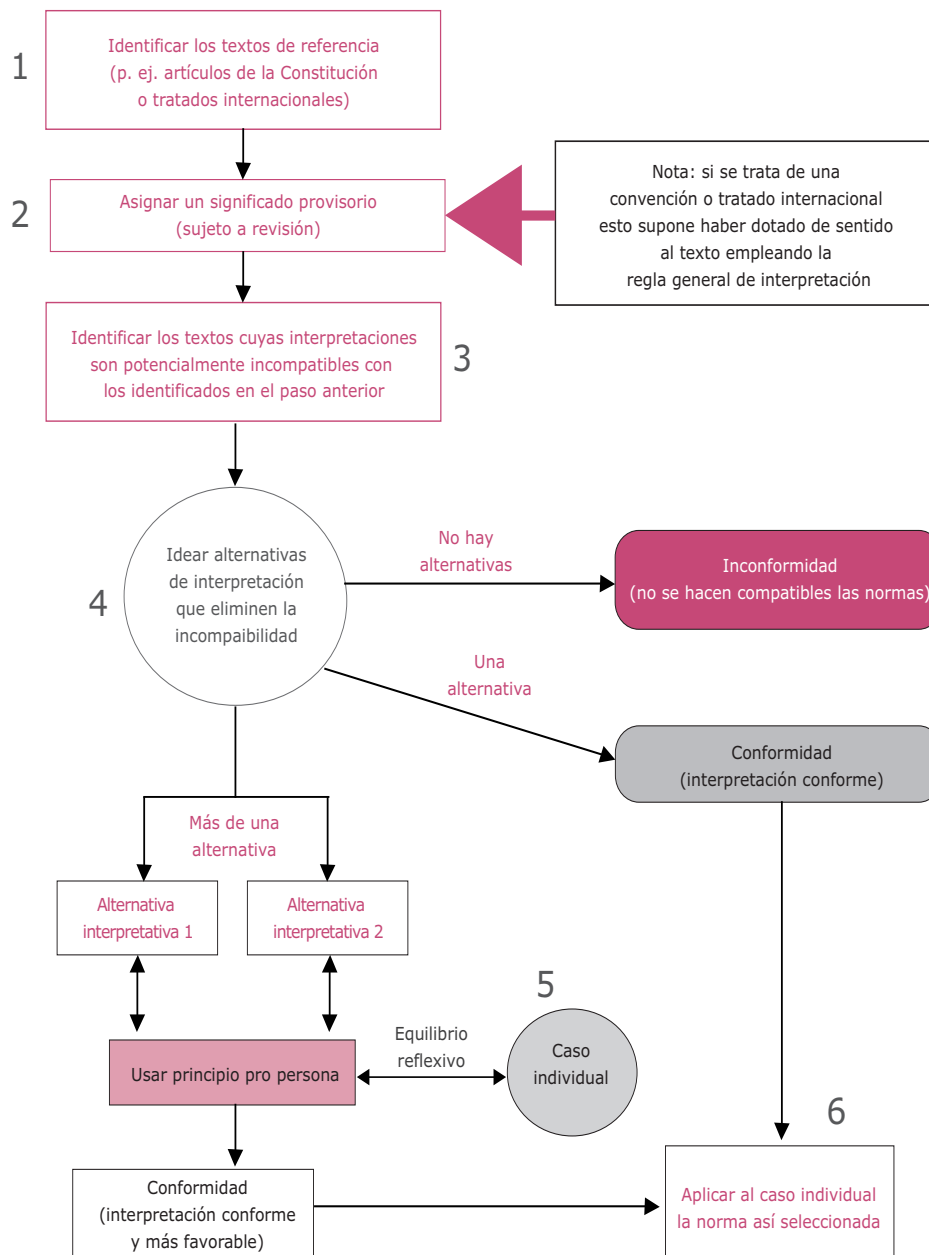 1
Identificar los textos de referencia
(p. ej. artículos de la Constitución
o tratados internacionales)
2
Asignar un significado provisorio
(sujeto a revisión)
Nota: si se trata de una
convención o tratado internacional
esto supone haber dotado de sentido
al texto empleando la
regla general de interpretación
Identificar los textos cuyas interpretaciones
son potencialmente incompatibles con
los identificados en el paso anterior
3
4
Idear alternativas
de interpretación
que eliminen la
incompaibilidad
No hay
alternativas
Inconformidad
(no se hacen compatibles las normas)
Una
alternativa
Conformidad
(interpretación conforme)
Más de una
alternativa
Alternativa
interpretativa 1
Alternativa
interpretativa 2
5
Usar principio pro persona
Equilibrio
reflexivo
Caso
individual
6
Conformidad
(interpretación conforme
y más favorable)
Aplicar al caso individual
la norma así seleccionada